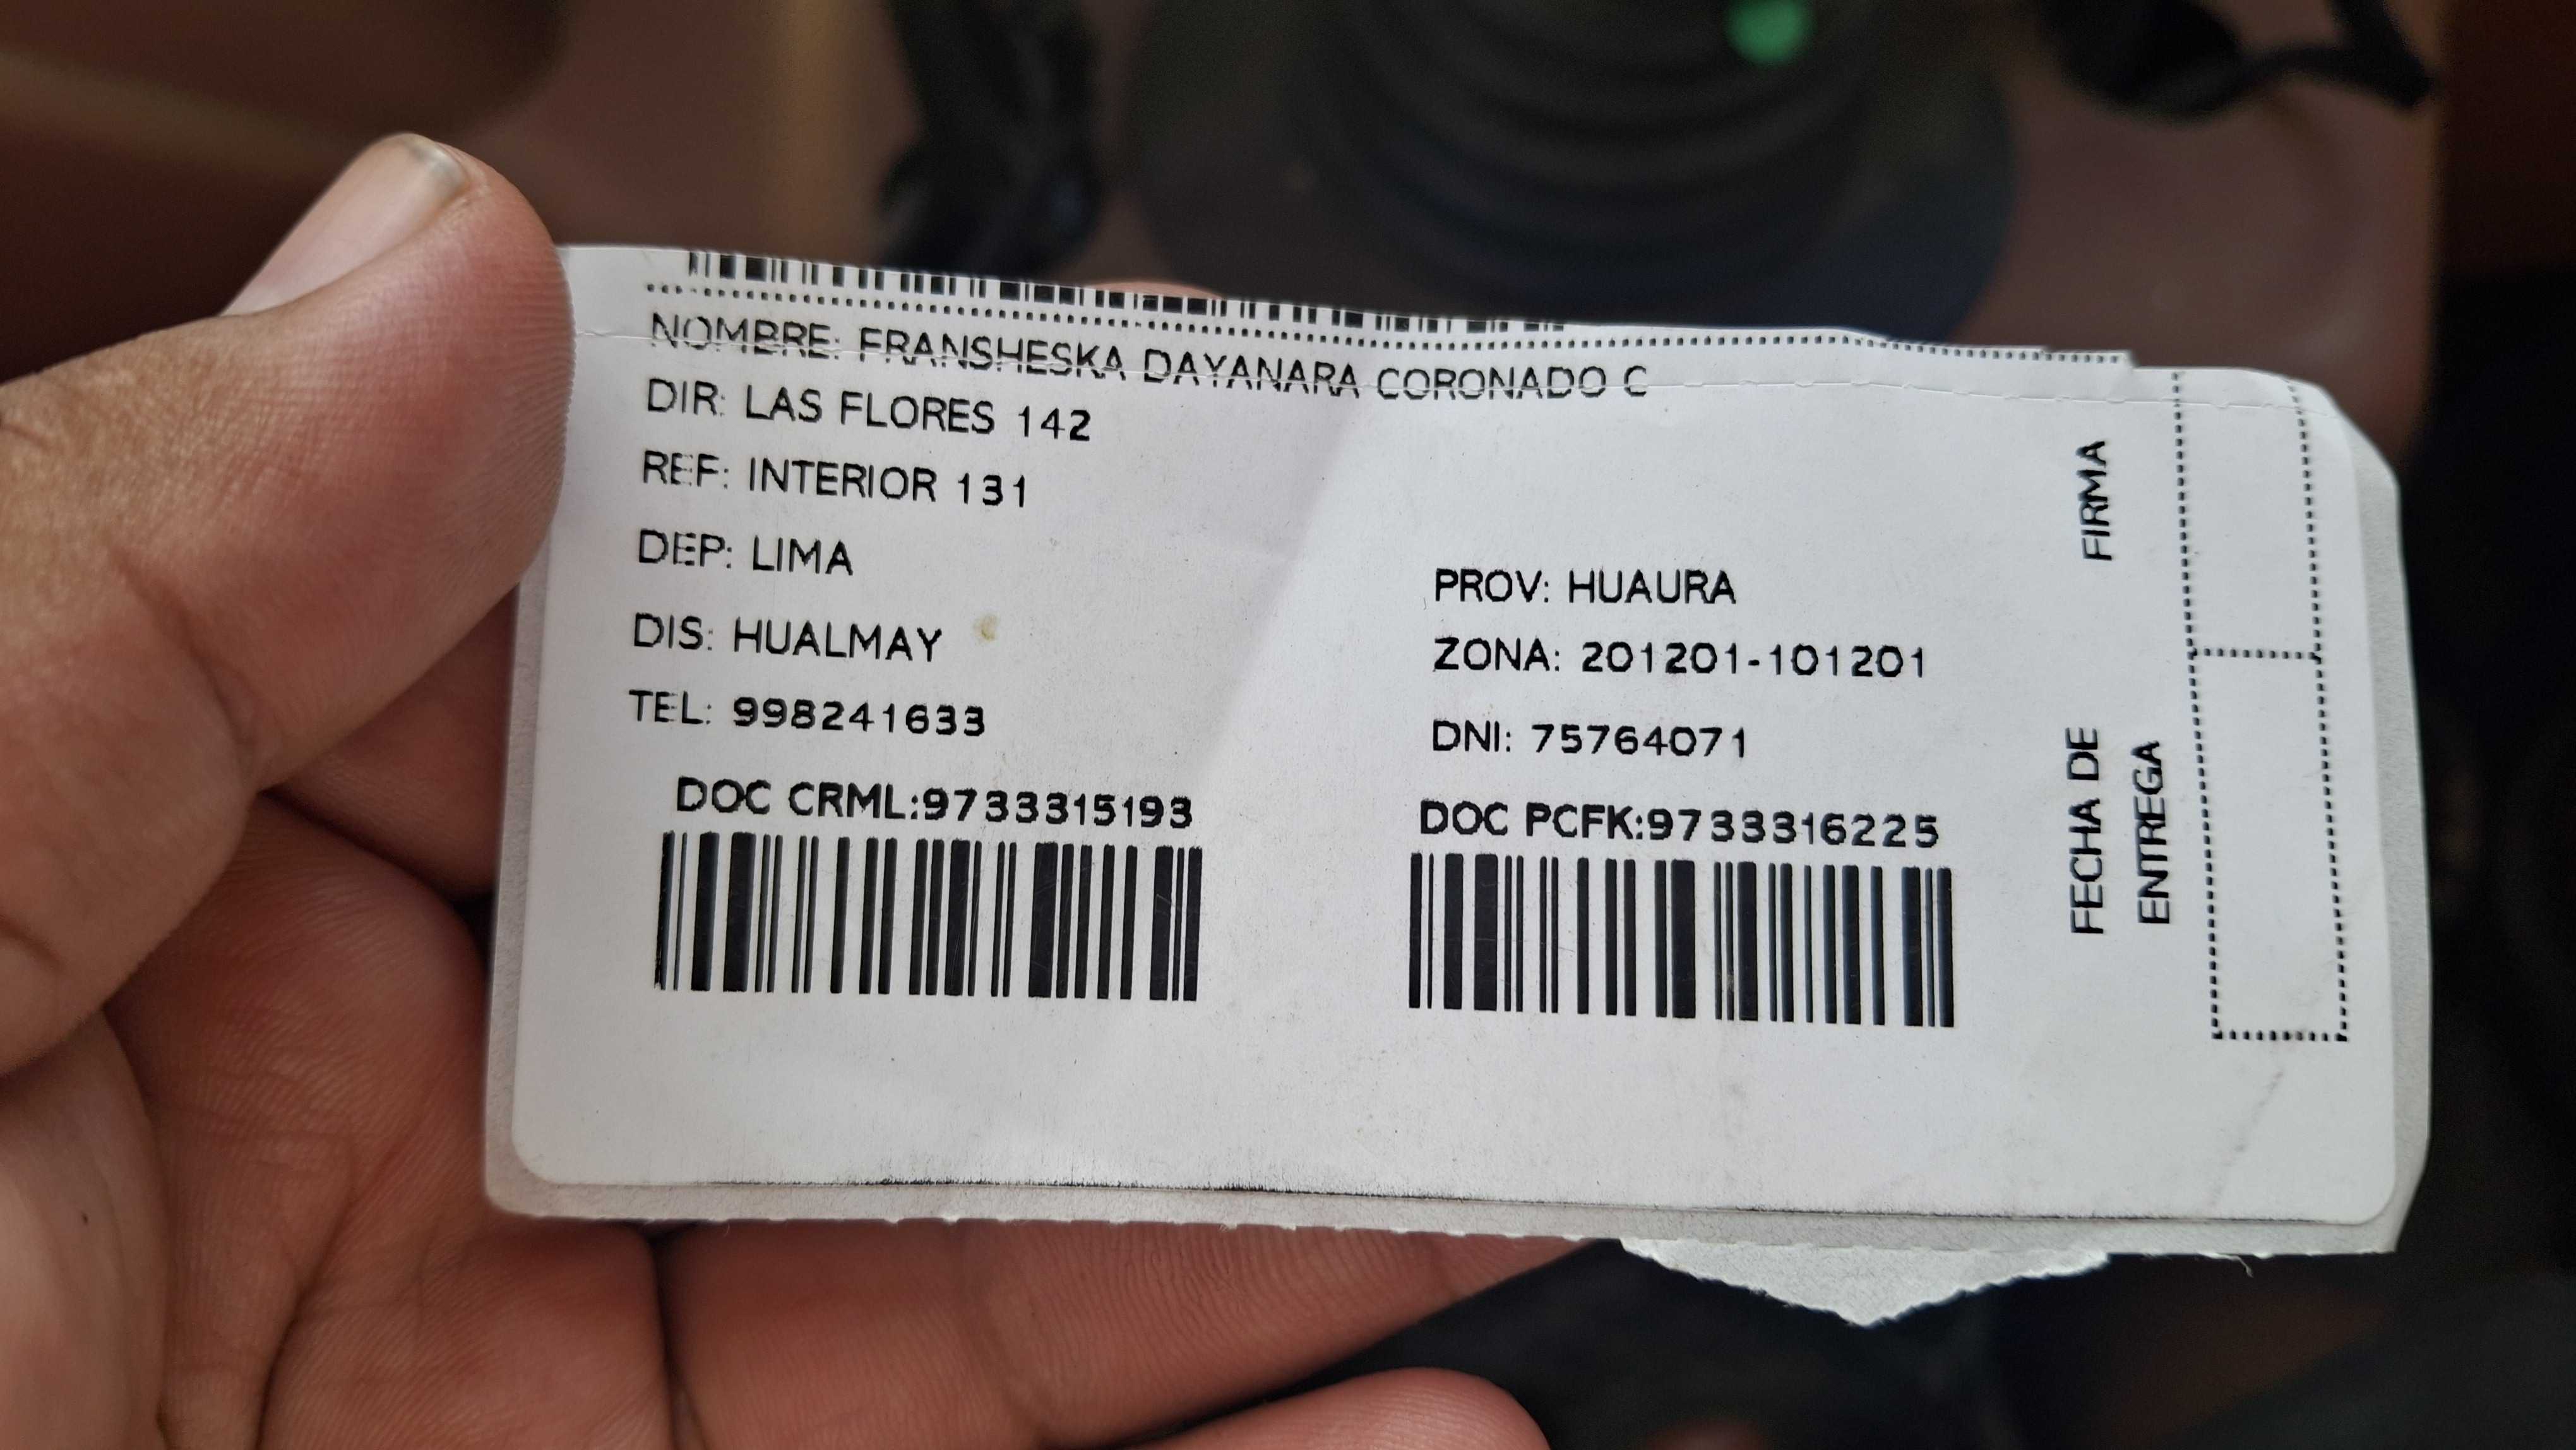 NOMBRE: FRANSHESKA DAYANARA CORONADO C
DIR: LAS FLORES 142
REF: INTERIOR 131
DEP: LIMA
PROV: HUAURA
DIS: HUALMAY
ZONA: 201201-101201
TEL: 998241633
DNI: 75764071
DOC CRML:9733315193
DOC PCFK:9733316225
FIRMA
FECHA DE
ENTREGA